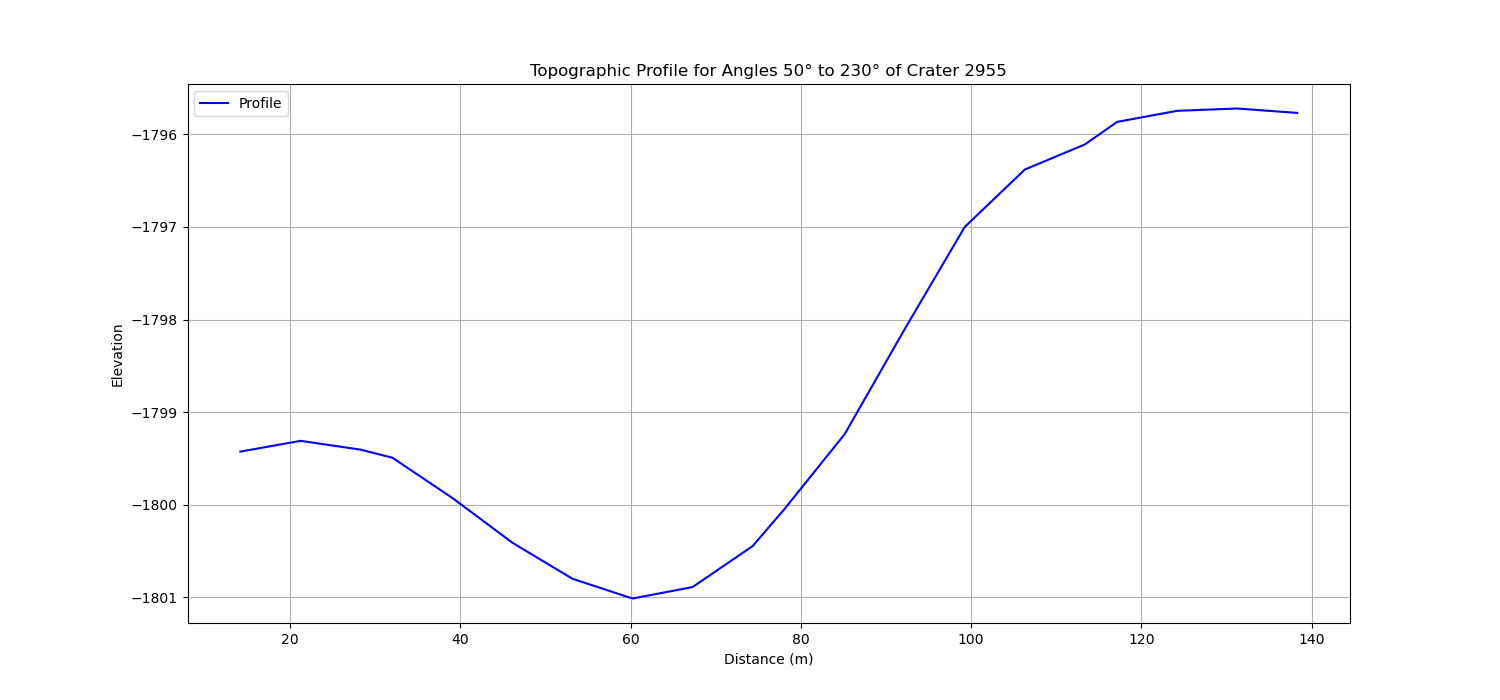 Topographic Profile for Angles 50° to 230° of Crater 2955
Profile
−1796
−1797
−1798
−1799
−1800
−1801
Elevation
20 40 60 80 100 120 140
Distance (m)